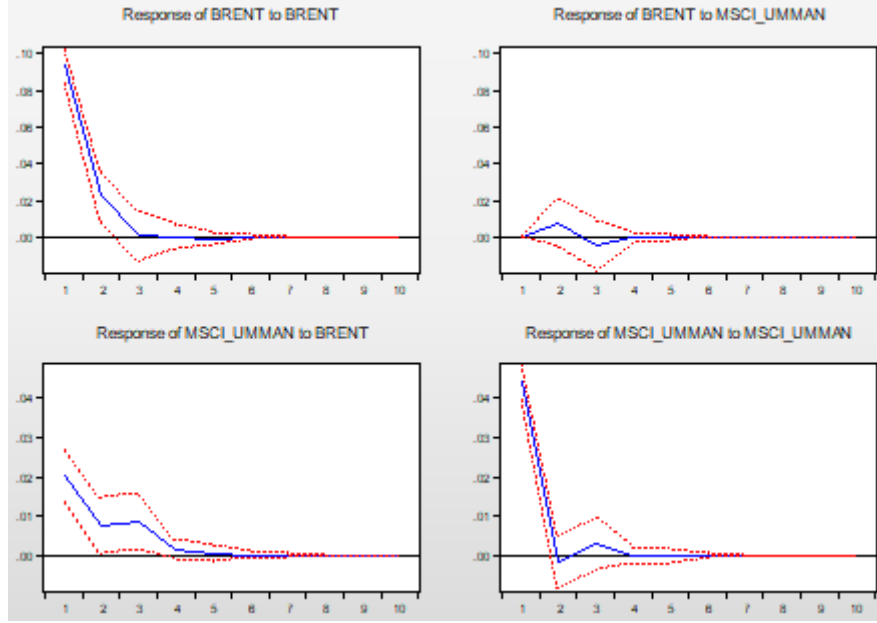 Response of BRENT to BRENT
.10
.08
.06
.04
.02
.00
1 2 3 4 5 6 7 8 9 10
Response of BRENT to MSCI_UMMAN
.10
.08
.06
.04
.02
.00
1 2 3 4 5 6 7 8 9 10
Response of MSCI_UMMAN to BRENT
.04
.03
.02
.01
.00
1 2 3 4 5 6 7 8 9 10
Response of MSCI_UMMAN to MSCI_UMMAN
.04
.03
.02
.01
.00
1 2 3 4 5 6 7 8 9 10